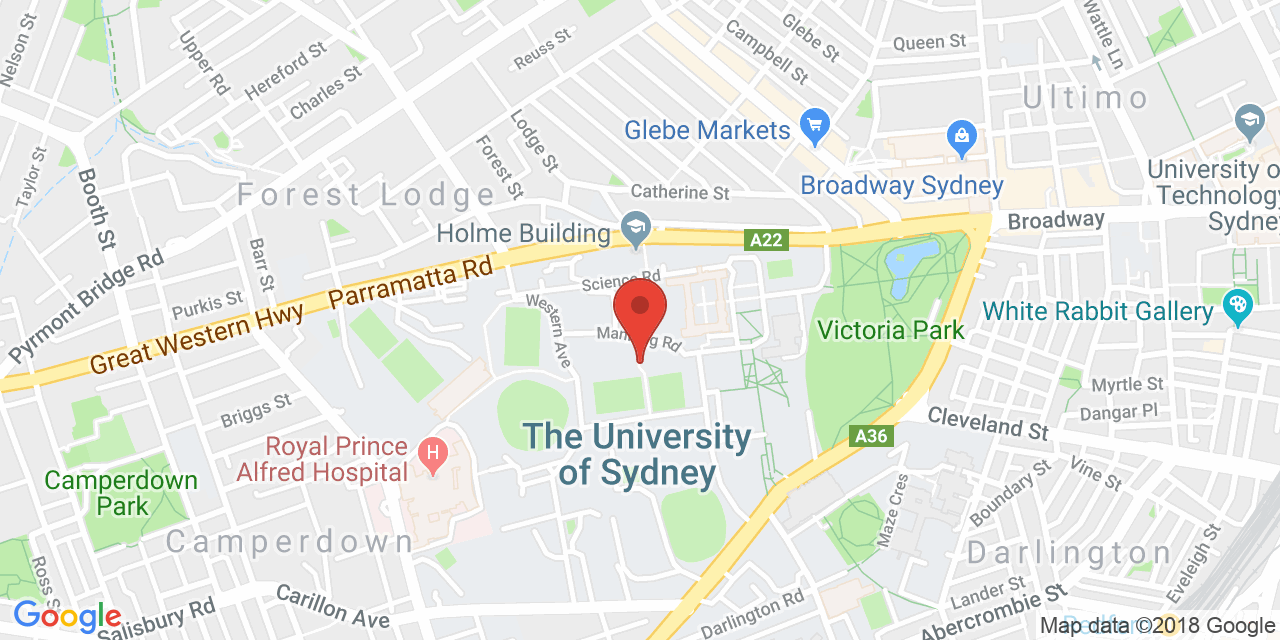 Nelson St
Upper Rd
Hereford St
Charles St
Reuss St
Campbell St
Glebe St
Queen St
Wattle Ln
Ultimo
Glebe Markets
Broadway Sydney
University of
Technology
Sydney
Taylor St
Booth St
Forest Lodge
Lodge St
Forest St
Catherine St
Holme Building
A22
Broadway
Pyrmont Bridge Rd
Barr St
Purkis St
Great Western Hwy
Parramatta Rd
Science Rd
Western Ave
Rd
Victoria Park
White Rabbit Gallery
Myrtle St
Dangar Pl
Briggs St
Cleveland St
A36
The University
of Sydney
Royal Prince
Alfred Hospital
H
Camperdown
Park
Camperdown
Vine St
Boundary St
Maze Cres
Darlington
Eveleigh St
Ross S
Salisbury Rd
Carillon Ave
Darlington Rd
Lander St
Abercrombie St
Google
Map data ©2018 Google